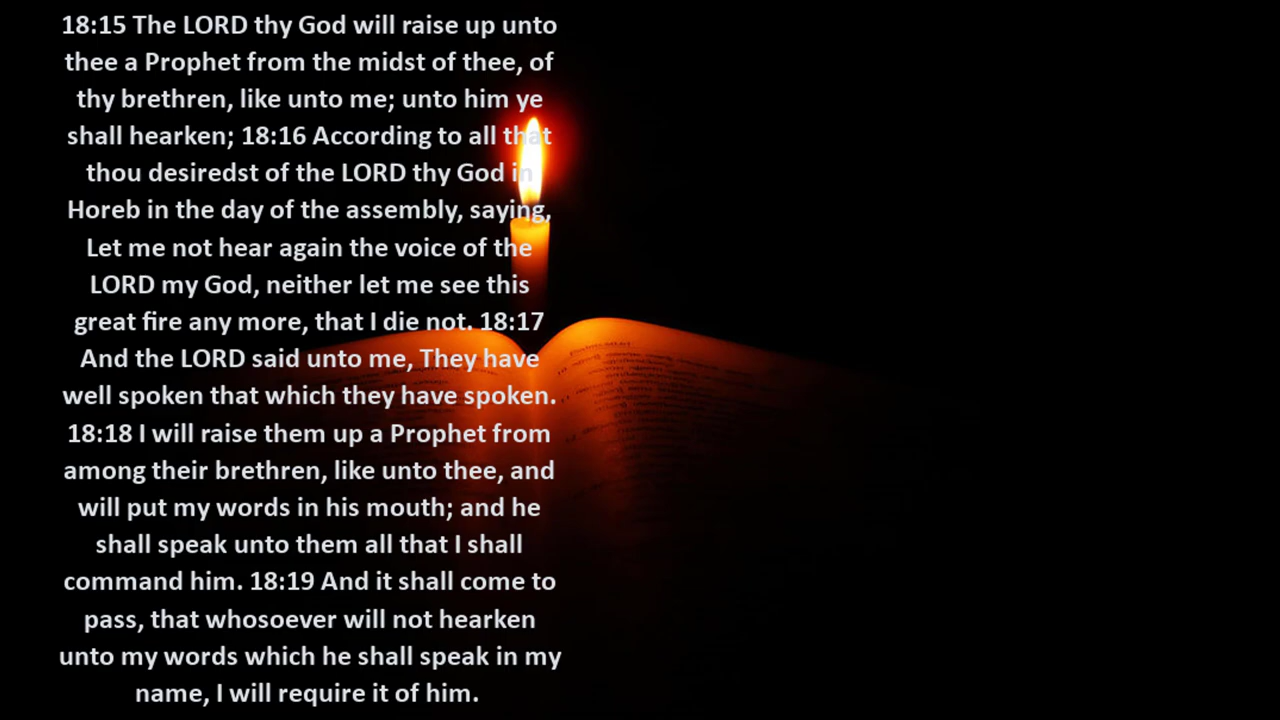 18:15 The LORD thy God will raise up unto
thee a Prophet from the midst of thee, of
thy brethren, like unto me; unto him ye
shall hearken; 18:16 According to all that
thou desiredst of the LORD thy God in
Horeb in the day of the assembly, saying,
Let me not hear again the voice of the
LORD my God, neither let me see this
great fire any more, that I die not. 18:17
And the LORD said unto me, They have
well spoken that which they have spoken.
18:18 I will raise them up a Prophet from
among their brethren, like unto thee, and
will put my words in his mouth; and he
shall speak unto them all that I shall
command him. 18:19 And it shall come to
pass, that whosoever will not hearken
unto my words which he shall speak in my
name, I will require it of him.